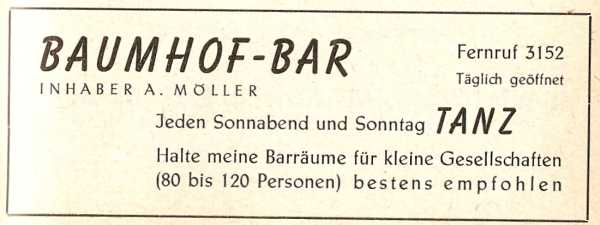 BAUMHOF-BAR
INHABER A. MÖLLER
Fernruf 3152
Täglich geöffnet
Jeden Sonnabend und Sonntag TANZ
Halte meine Barräume für kleine Gesellschaften
(80 bis 120 Personen) bestens empfohlen